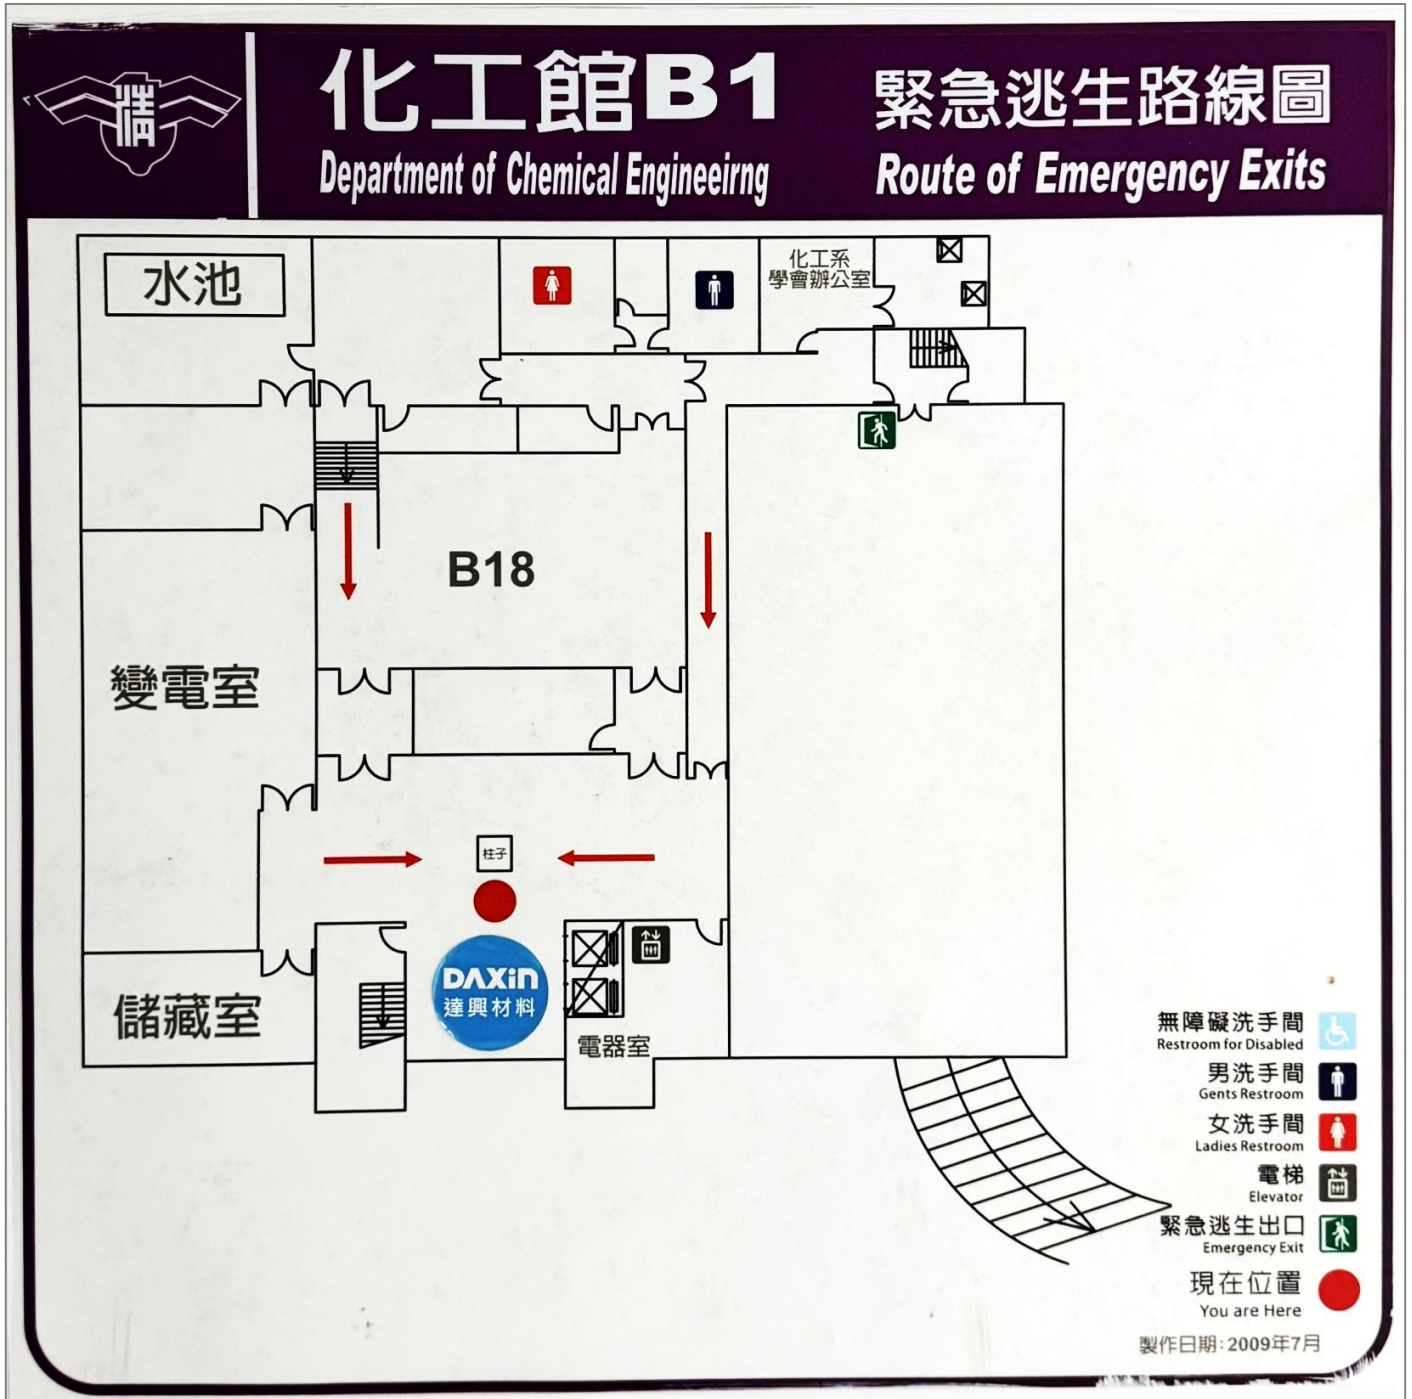 化工館B1
Department of Chemical Engineeirng
緊急逃生路線圖
Route of Emergency Exits
水池
化工系
學會辦公室
B18
變電室
柱子
儲藏室
DAXiN
達興材料
電器室
無障礙洗手間
Restroom for Disabled
男洗手間
Gents Restroom
女洗手間
Ladies Restroom
電梯
Elevator
緊急逃生出口
Emergency Exit
現在位置
You are Here
製作日期：2009年7月